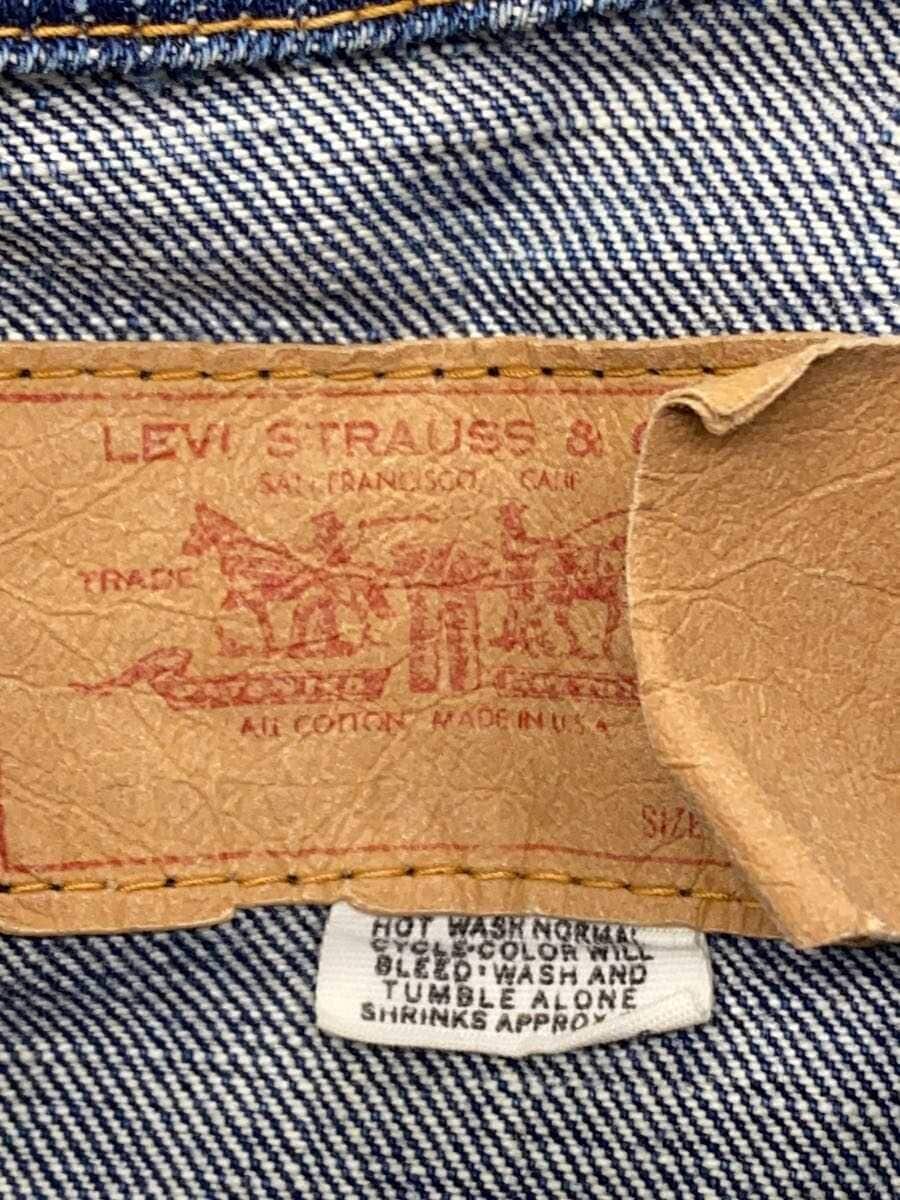 LEVI STRAUSS &
SAN FRANCISCO, CALIF
TRADE
ALL COTTON MADE IN U.S.A
SIZE
HOT WASH NORMAL
CYCLE•COLOR WILL
BLEED•WASH AND
TUMBLE ALONE
SHRINKS APPROX